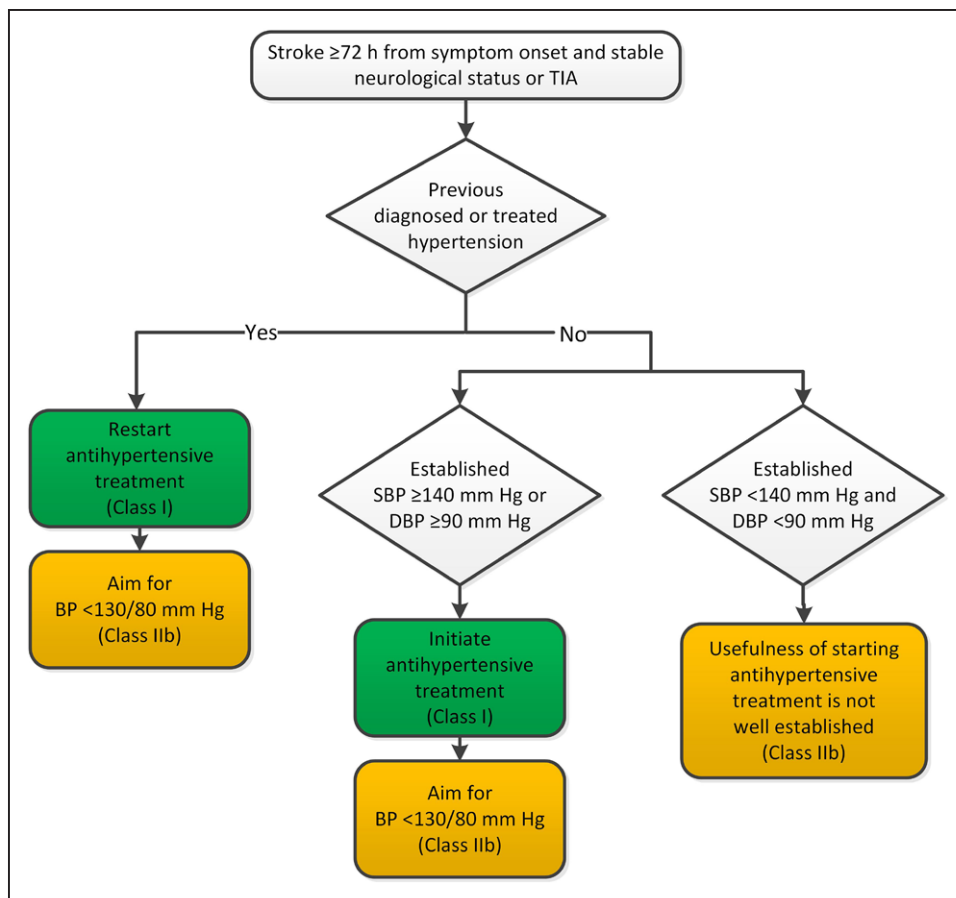 Stroke ≥72 h from symptom onset and stable
neurological status or TIA
Previous
diagnosed or treated
hypertension
Yes
No
Restart
antihypertensive
treatment
(Class I)
Aim for
BP <130/80 mm Hg
(Class IIb)
Established
SBP ≥140 mm Hg or
DBP ≥90 mm Hg
Initiate
antihypertensive
treatment
(Class I)
Aim for
BP <130/80 mm Hg
(Class IIb)
Established
SBP <140 mm Hg and
DBP <90 mm Hg
Usefulness of starting
antihypertensive
treatment is not
well established
(Class IIb)